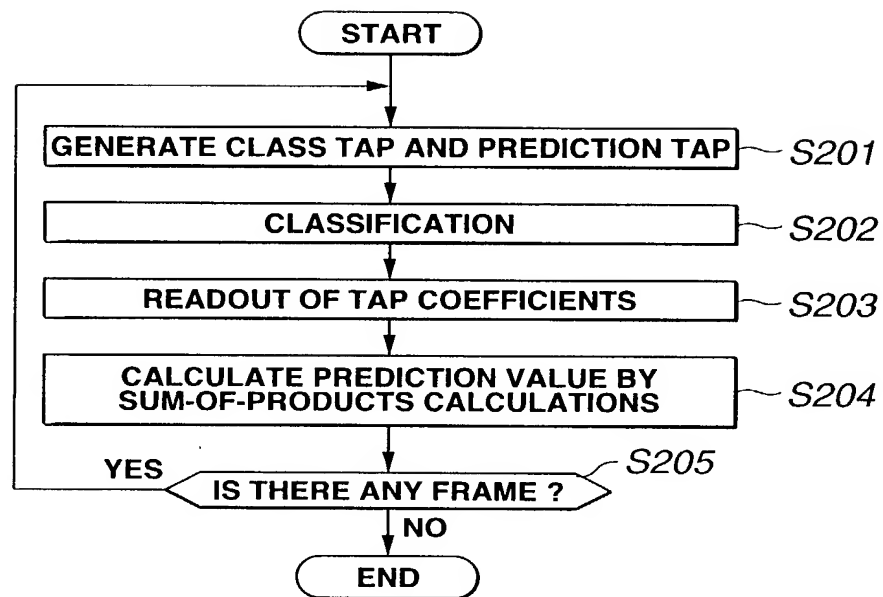 START
GENERATE CLASS TAP AND PREDICTION TAP
S201
CLASSIFICATION
S202
READOUT OF TAP COEFFICIENTS
S203
CALCULATE PREDICTION VALUE BY
SUM-OF-PRODUCTS CALCULATIONS
S204
YES
IS THERE ANY FRAME ?
S205
NO
END